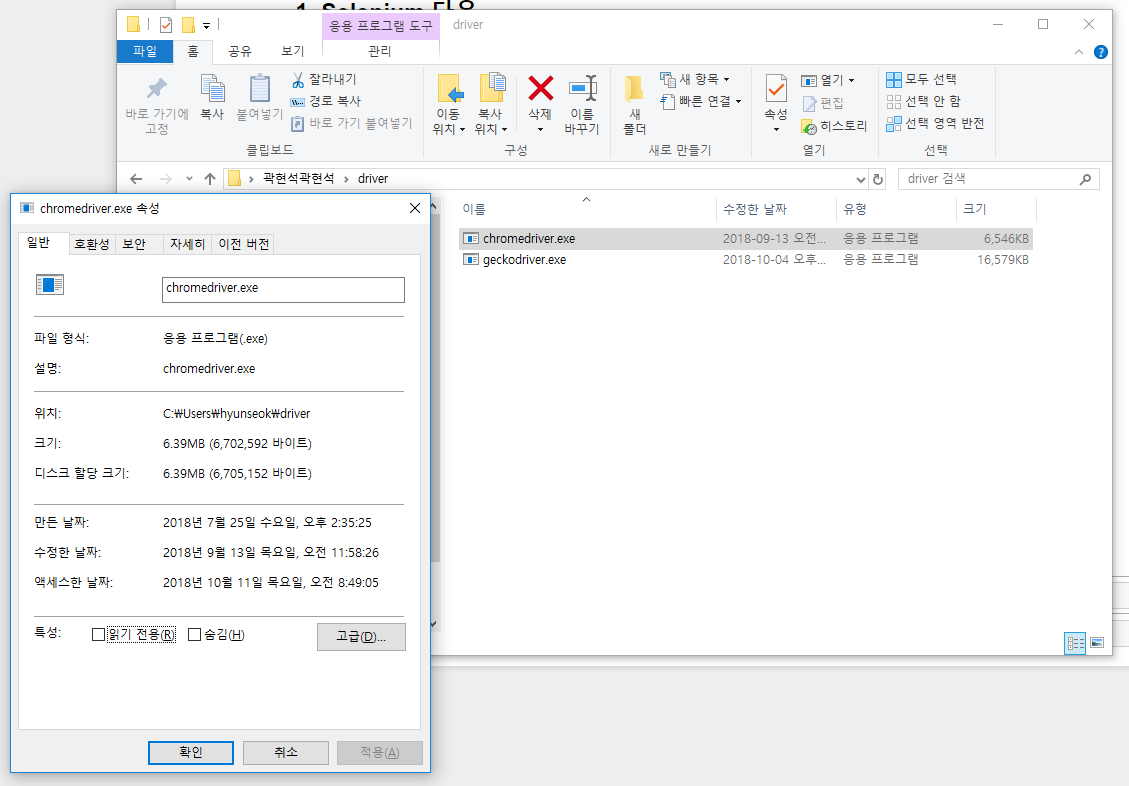 1. Selenium 다운
응용 프로그램 도구
driver
파일
홈
공유
보기
관리
바로 가기에
고정
복사
붙여넣기
잘라내기
경로 복사
바로 가기 붙여넣기
클립보드
이동
위치
복사
위치
삭제
이름
바꾸기
구성
새
폴더
새 항목
빠른 연결
새로 만들기
속성
열기
편집
히스토리
열기
모두 선택
선택 안 함
선택 영역 반전
선택
곽현석곽현석 > driver
driver 검색
이름
수정한 날짜
유형
크기
chromedriver.exe
2018-09-13 오전...
응용 프로그램
6,546KB
geckodriver.exe
2018-10-04 오후...
응용 프로그램
16,579KB
chromedriver.exe 속성
일반
호환성
보안
자세히
이전 버전
chromedriver.exe
파일 형식:
응용 프로그램(.exe)
설명:
chromedriver.exe
위치:
C:₩Users₩hyunseok₩driver
크기:
6.39MB (6,702,592 바이트)
디스크 할당 크기:
6.39MB (6,705,152 바이트)
만든 날짜:
2018년 7월 25일 수요일, 오후 2:35:25
수정한 날짜:
2018년 9월 13일 목요일, 오전 11:58:26
액세스한 날짜:
2018년 10월 11일 목요일, 오전 8:49:05
특성:
읽기 전용(R)
숨김(H)
고급(D)...
확인
취소
적용(A)